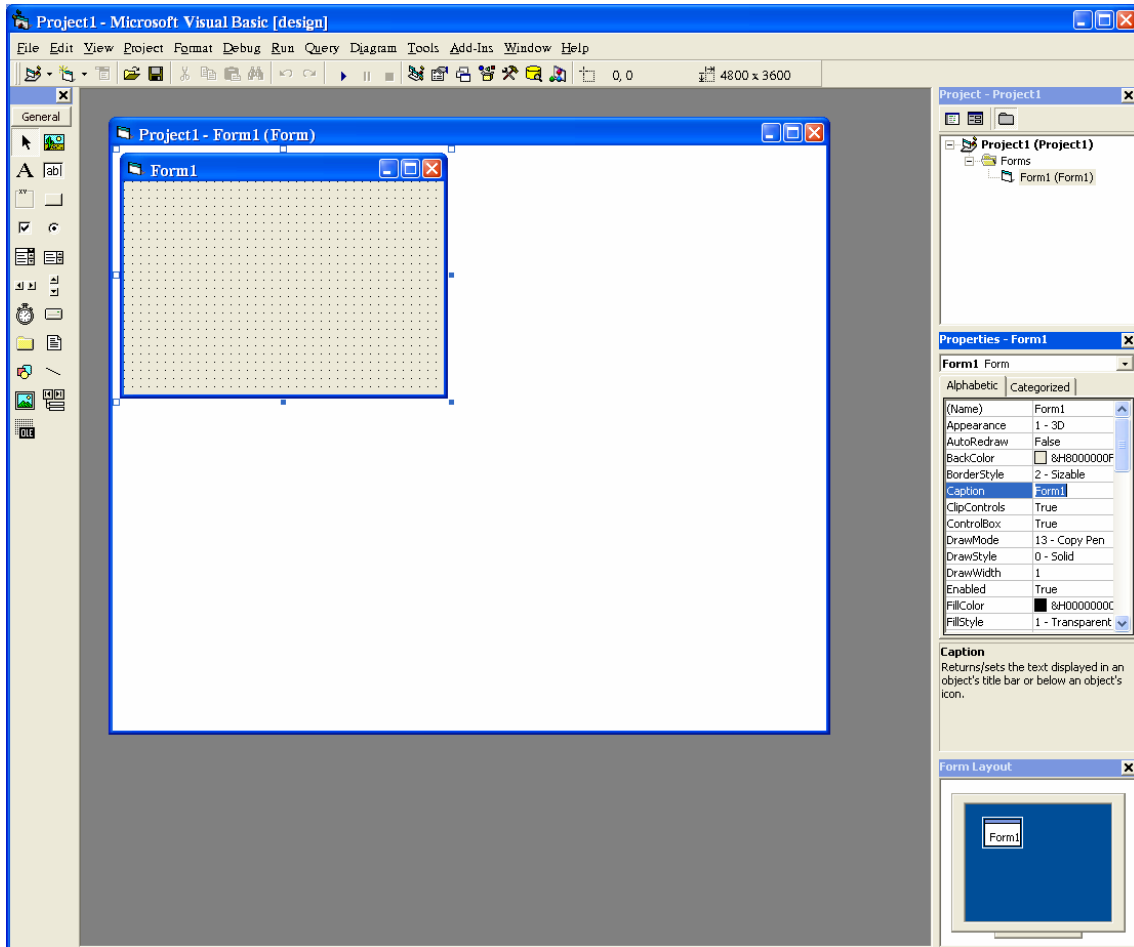 Project1 - Microsoft Visual Basic [design]
File Edit View Project Format Debug Run Query Diagram Tools Add-Ins Window Help
0, 0 4800 x 3600
General
A ab|
XY
OLE
Project1 - Form1 (Form)
Form1
Project - Project1
Project1 (Project1)
Forms
Form1 (Form1)
Properties - Form1
Form1 Form
Alphabetic Categorized
(Name) Form1
Appearance 1 - 3D
AutoRedraw False
BackColor &H8000000F
BorderStyle 2 - Sizable
Caption Form1
ClipControls True
ControlBox True
DrawMode 13 - Copy Pen
DrawStyle 0 - Solid
DrawWidth 1
Enabled True
FillColor &H0000000
FillStyle 1 - Transparent
Caption
Returns/sets the text displayed in an
object's title bar or below an object's
icon.
Form Layout
Form1